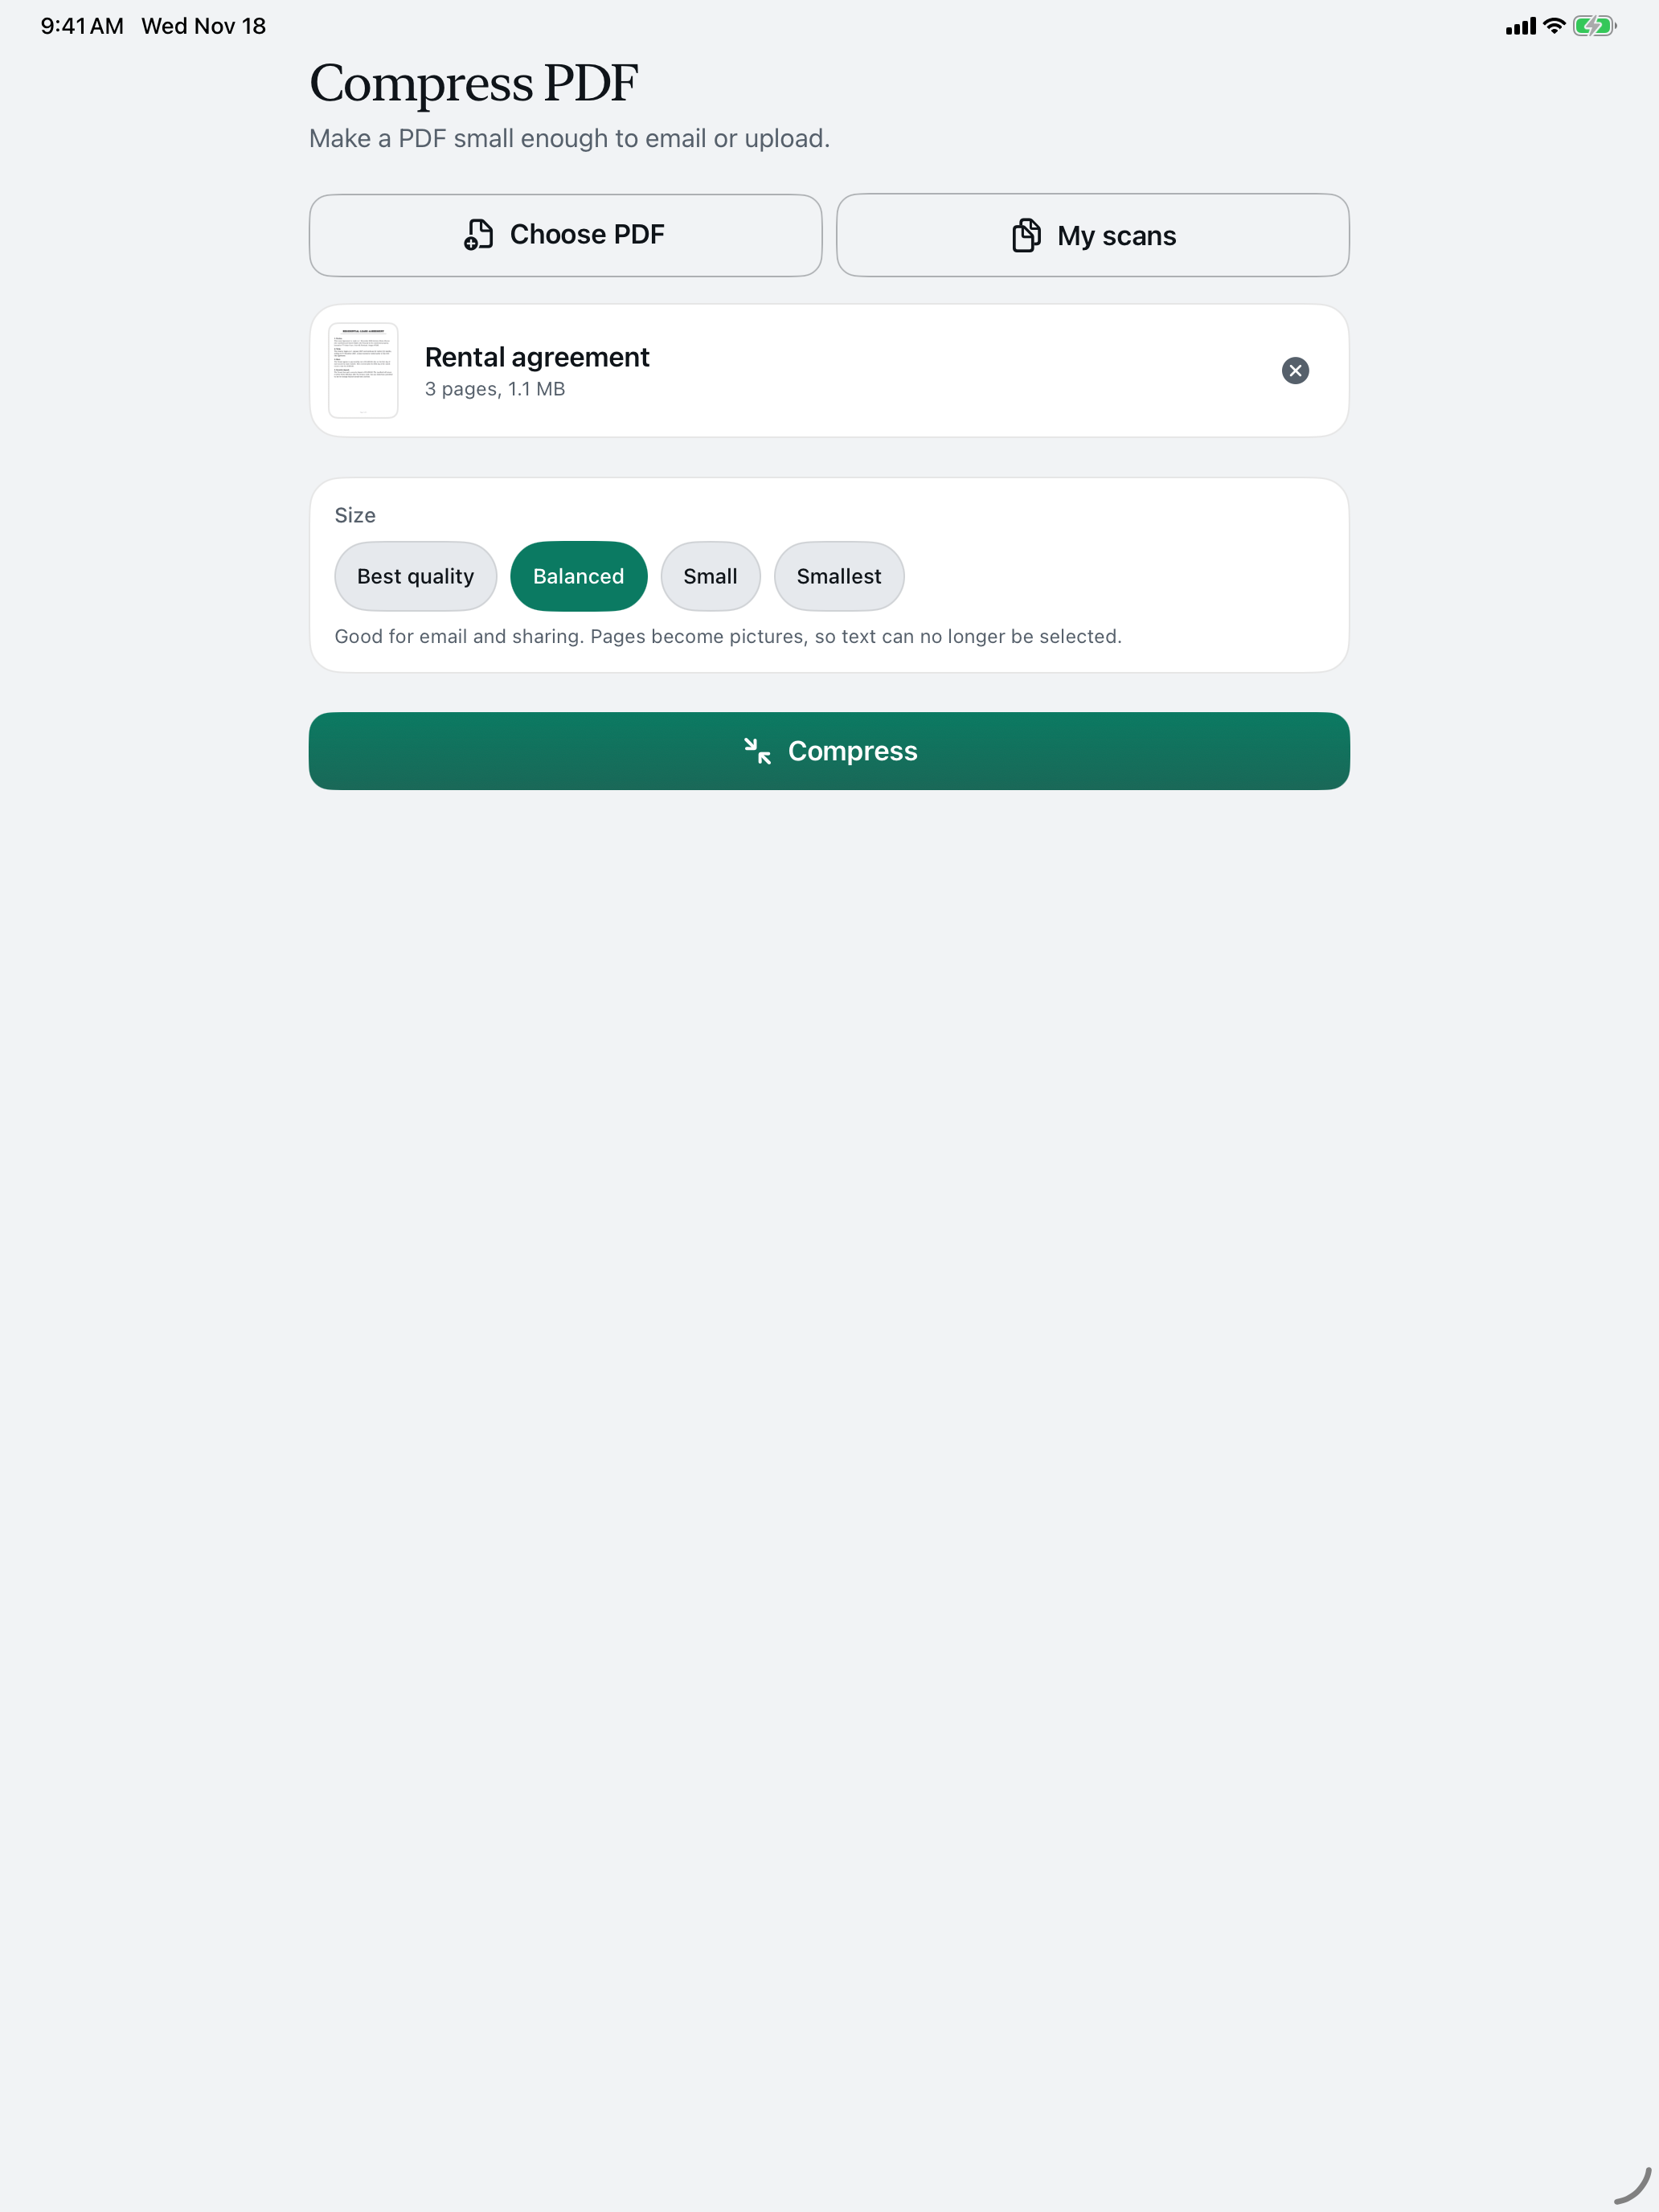 9:41 AM Wed Nov 18
Compress PDF
Make a PDF small enough to email or upload.
Choose PDF
My scans
Rental agreement
3 pages, 1.1 MB
Size
Best quality
Balanced
Small
Smallest
Good for email and sharing. Pages become pictures, so text can no longer be selected.
Compress